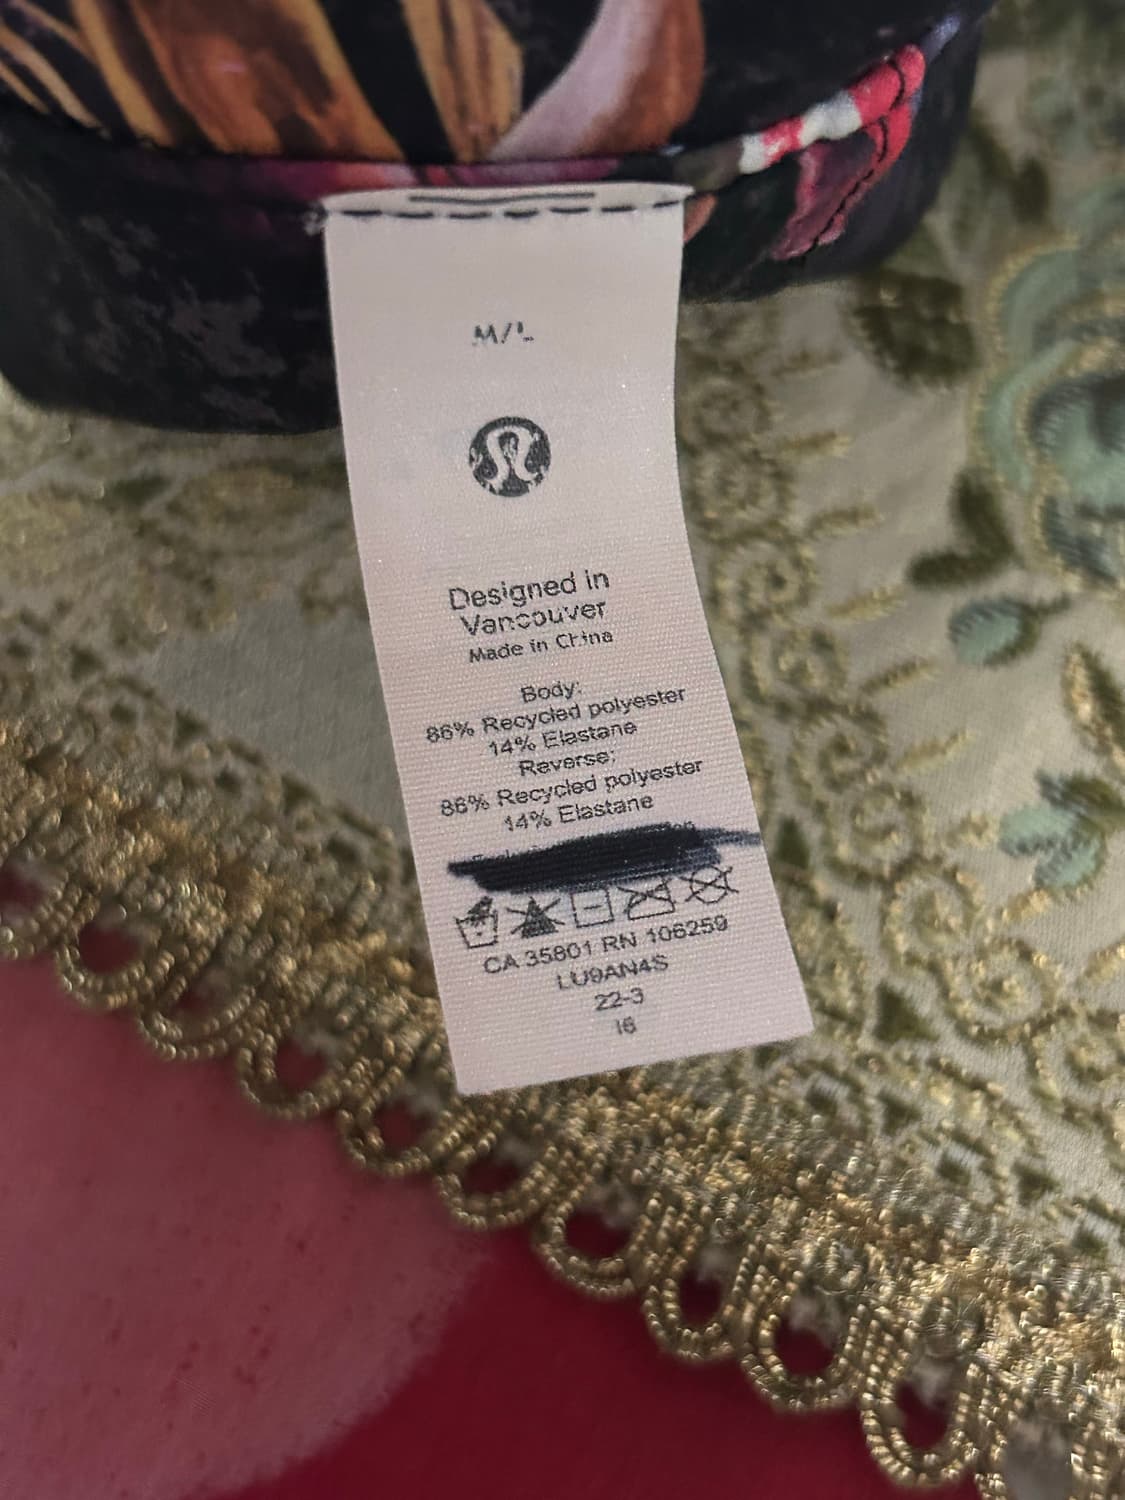 M/L
Designed in
Vancouver
Made in China
Body:
86% Recycled polyester
14% Elastane
Reverse:
86% Recycled polyester
14% Elastane
CA 35801 RN 106259
LU9AN4S
22-3
I6